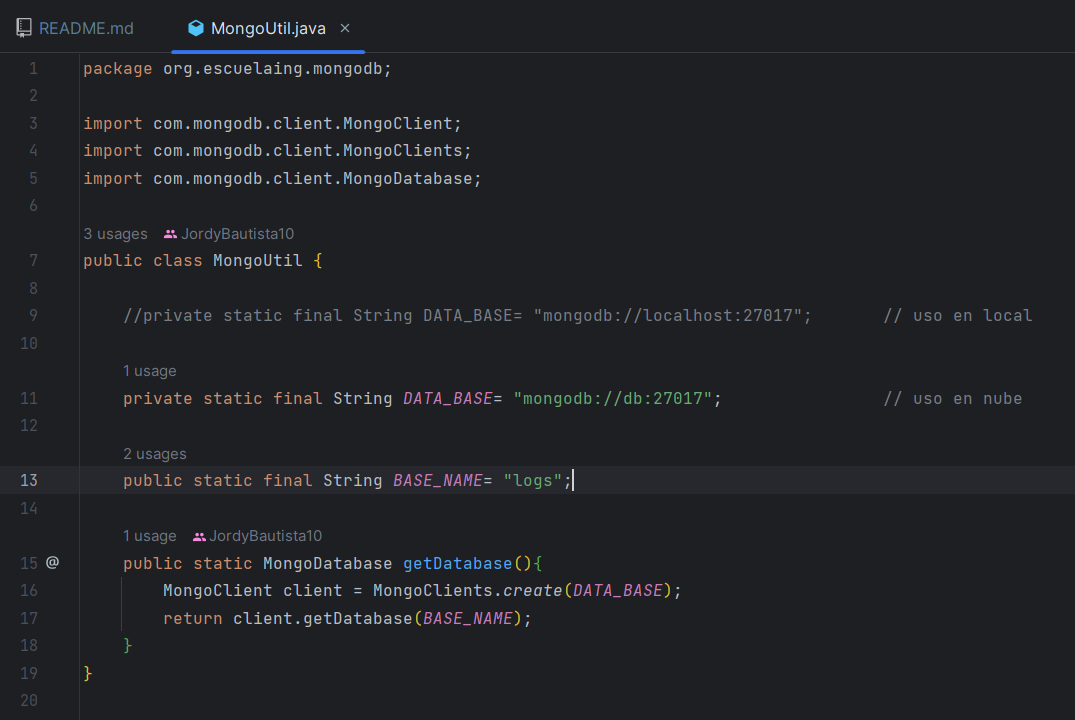 README.md MongoUtil.java
1 package org.escuelaing.mongodb;
2
3 import com.mongodb.client.MongoClient;
4 import com.mongodb.client.MongoClients;
5 import com.mongodb.client.MongoDatabase;
6
3 usages JordyBautista10
7 public class MongoUtil {
8
9 //private static final String DATA_BASE= "mongodb://localhost:27017"; // uso en local
10
1 usage
11 private static final String DATA_BASE= "mongodb://db:27017"; // uso en nube
12
2 usages
13 public static final String BASE_NAME= "logs";
14
1 usage JordyBautista10
15 @ public static MongoDatabase getDatabase(){
16 MongoClient client = MongoClients.create(DATA_BASE);
17 return client.getDatabase(BASE_NAME);
18 }
19 }
20